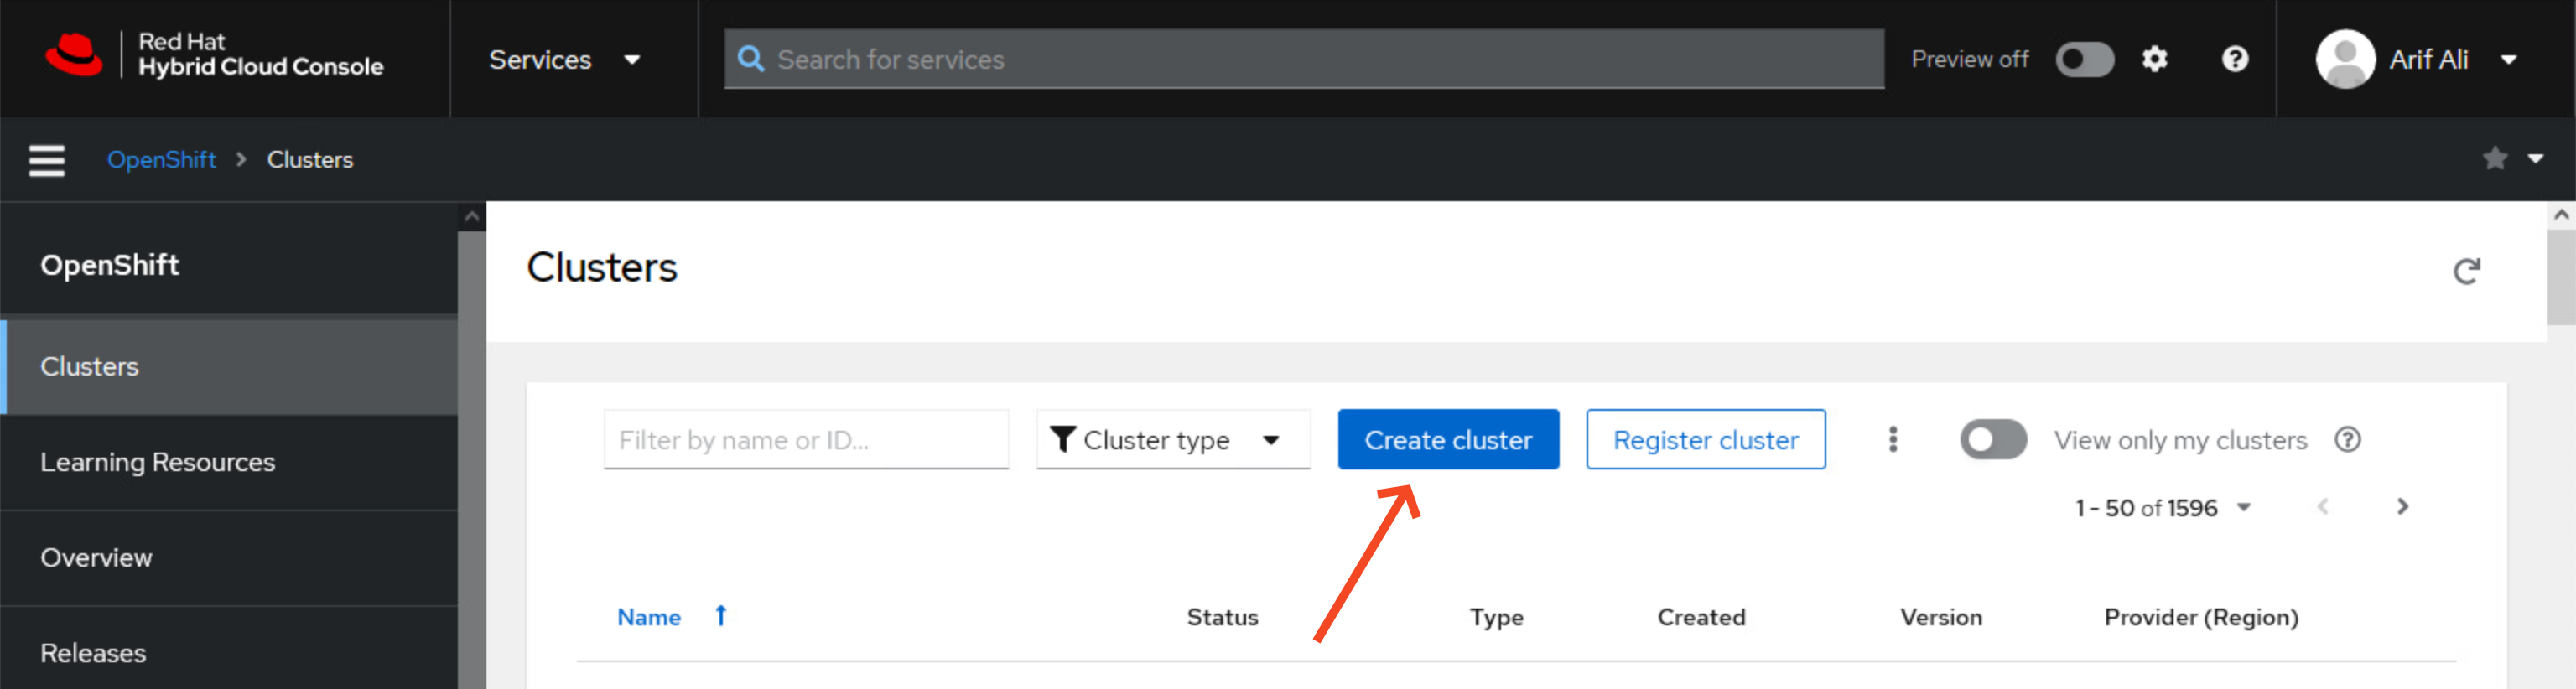 Red Hat
Hybrid Cloud Console
Services
Search for services
Preview off
Arif Ali
OpenShift > Clusters
OpenShift
Clusters
Learning Resources
Overview
Releases
Clusters
Filter by name or ID...
Cluster type
Create cluster
Register cluster
View only my clusters
1 - 50 of 1596
Name
Status
Type
Created
Version
Provider (Region)